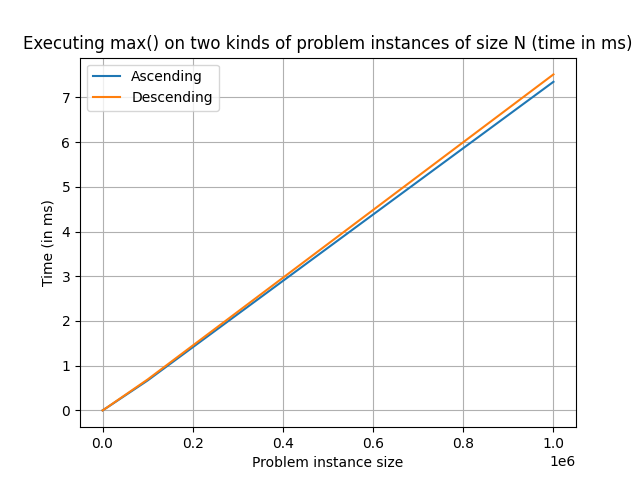 Executing max() on two kinds of problem instances of size N (time in ms)
Ascending
Descending
7
6
5
4
3
2
1
0
Time (in ms)
0.0 0.2 0.4 0.6 0.8 1.0
1e6
Problem instance size